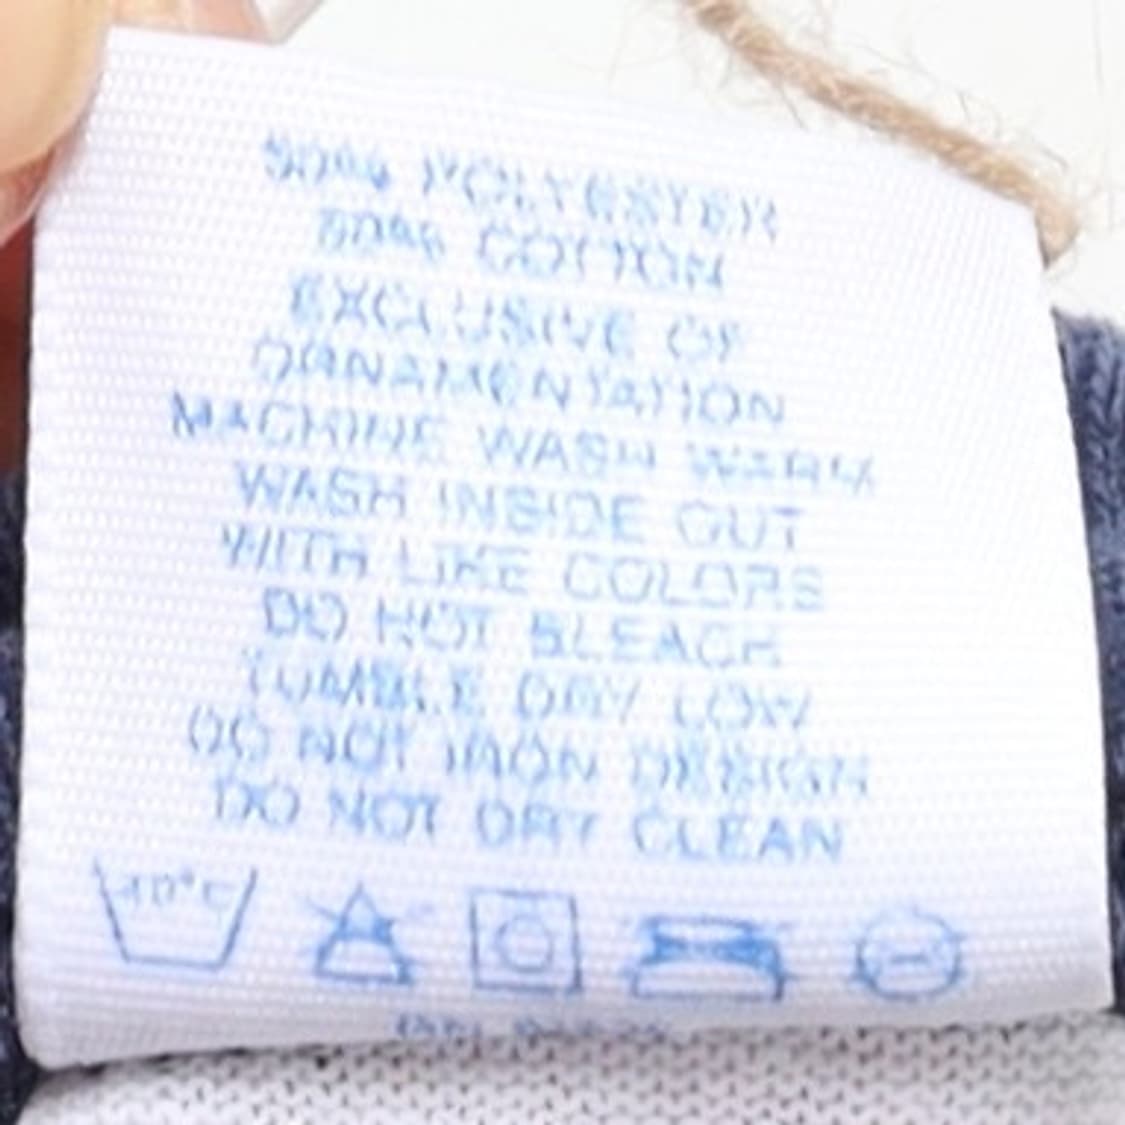 50% POLYESTER
50% COTTON
EXCLUSIVE OF
ORNAMENTATION
MACHINE WASH WARM
WASH INSIDE OUT
WITH LIKE COLORS
DO NOT BLEACH
TUMBLE DRY LOW
DO NOT IRON DESIGN
DO NOT DRY CLEAN
40°C